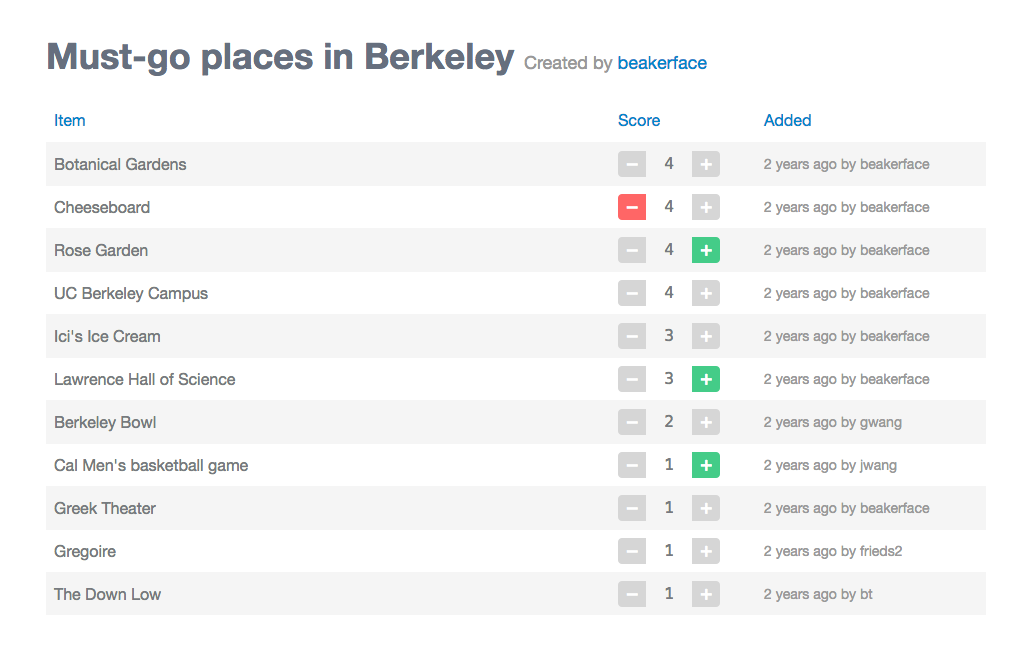 Must-go places in Berkeley Created by beakerface
Item Score Added
Botanical Gardens − 4 + 2 years ago by beakerface
Cheeseboard − 4 + 2 years ago by beakerface
Rose Garden − 4 + 2 years ago by beakerface
UC Berkeley Campus − 4 + 2 years ago by beakerface
Ici's Ice Cream − 3 + 2 years ago by beakerface
Lawrence Hall of Science − 3 + 2 years ago by beakerface
Berkeley Bowl − 2 + 2 years ago by gwang
Cal Men's basketball game − 1 + 2 years ago by jwang
Greek Theater − 1 + 2 years ago by beakerface
Gregoire − 1 + 2 years ago by frieds2
The Down Low − 1 + 2 years ago by bt